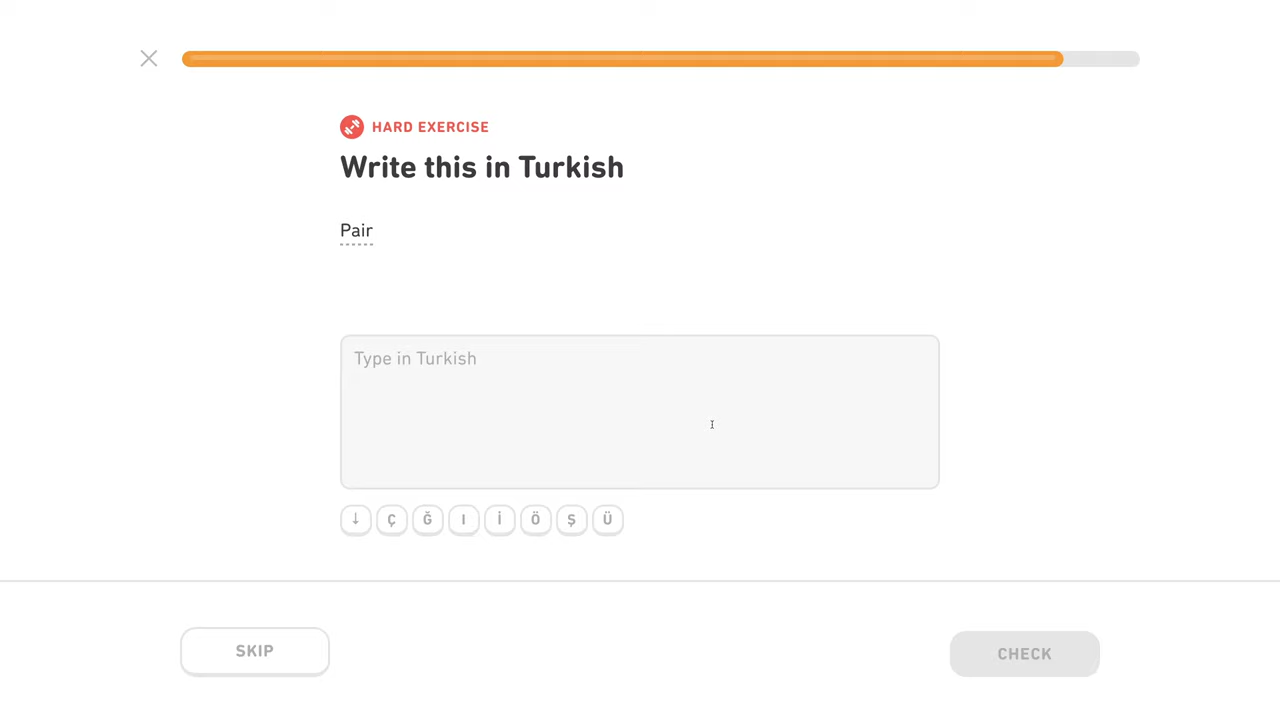 HARD EXERCISE
Write this in Turkish
Pair
Type in Turkish
↓ Ç Ğ I İ Ö Ş Ü
SKIP
CHECK